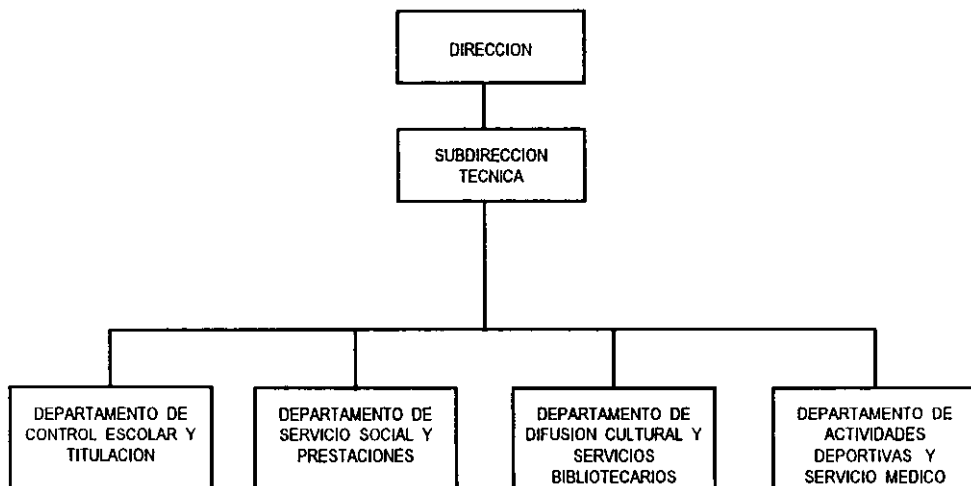 DIRECCION
SUBDIRECCION
TECNICA
DEPARTAMENTO DE
CONTROL ESCOLAR Y
TITULACION
DEPARTAMENTO DE
SERVICIO SOCIAL Y
PRESTACIONES
DEPARTAMENTO DE
DIFUSION CULTURAL Y
SERVICIOS
BIBLIOTECARIOS
DEPARTAMENTO DE
ACTIVIDADES
DEPORTIVAS Y
SERVICIO MEDICO